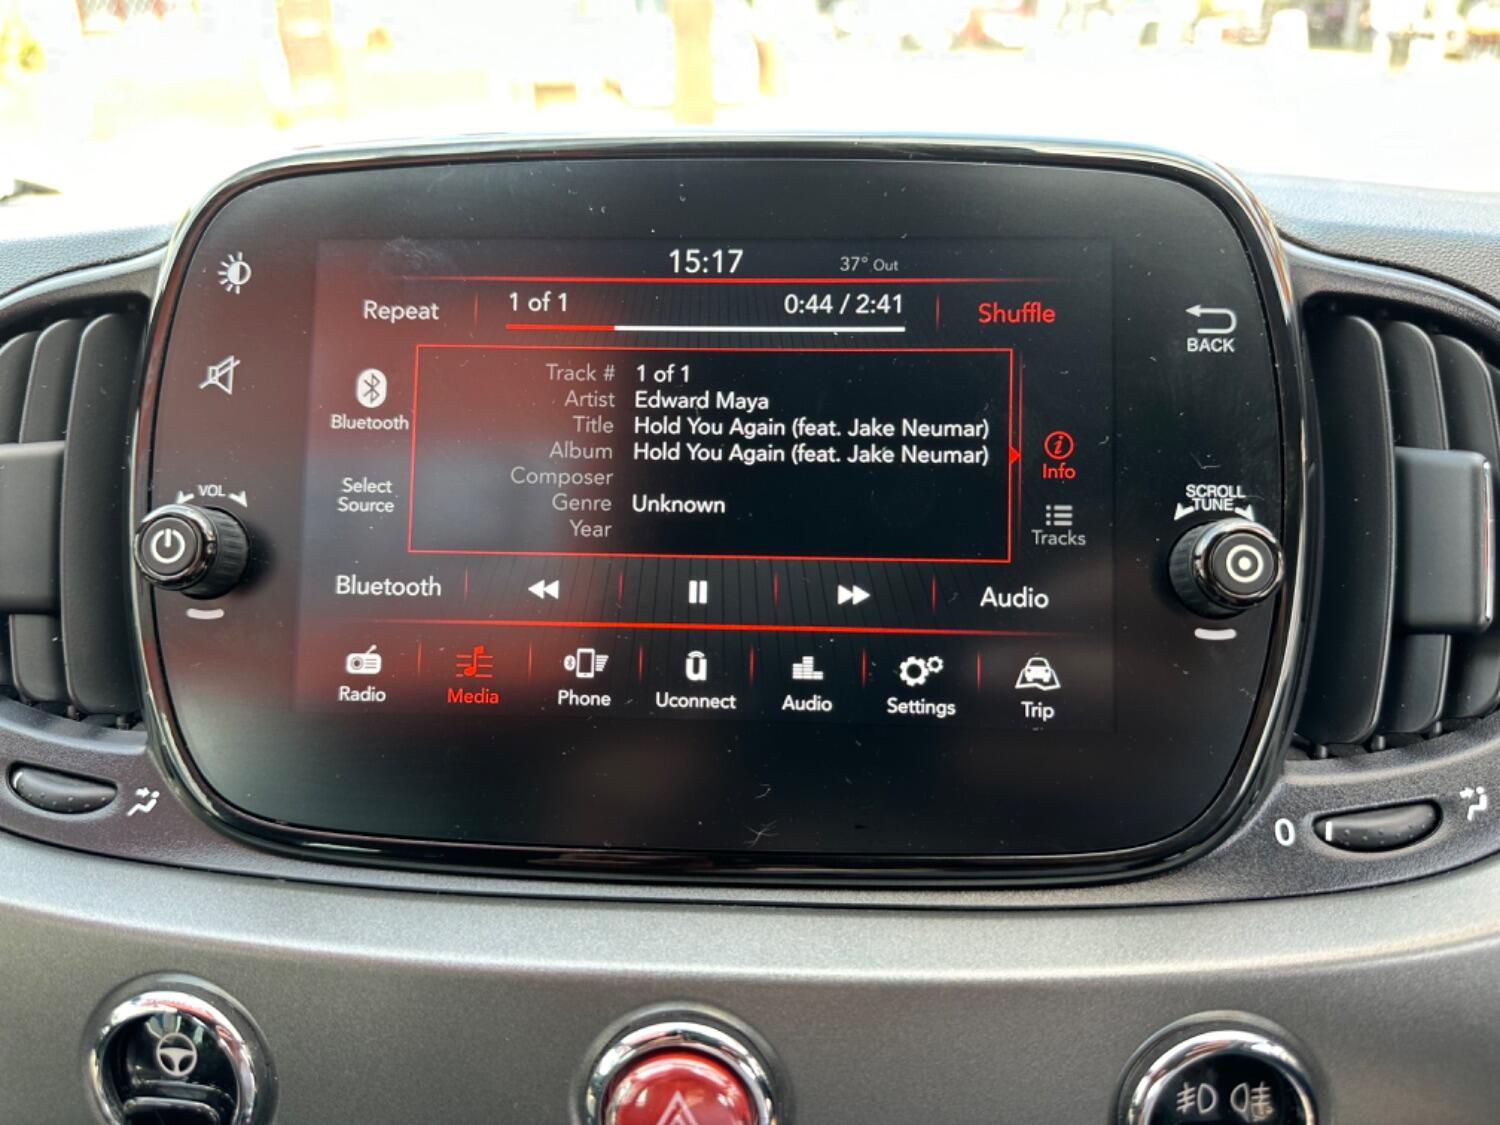 15:17 37° Out
Repeat 1 of 1 0:44 / 2:41 Shuffle
BACK
Bluetooth
Select
Source
Track # 1 of 1
Artist Edward Maya
Title Hold You Again (feat. Jake Neumar)
Album Hold You Again (feat. Jake Neumar)
Composer
Genre Unknown
Year
Info
Tracks
VOL
SCROLL
TUNE
Bluetooth Audio
Radio Media Phone Uconnect Audio Settings Trip
0